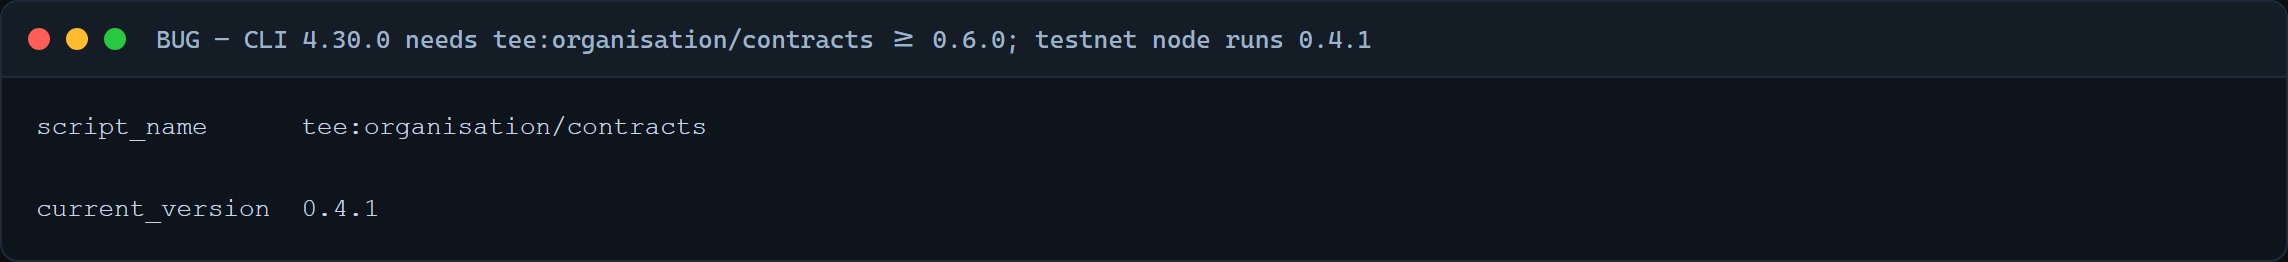 BUG — CLI 4.30.0 needs tee:organisation/contracts ≥ 0.6.0; testnet node runs 0.4.1
script_name      tee:organisation/contracts
current_version  0.4.1